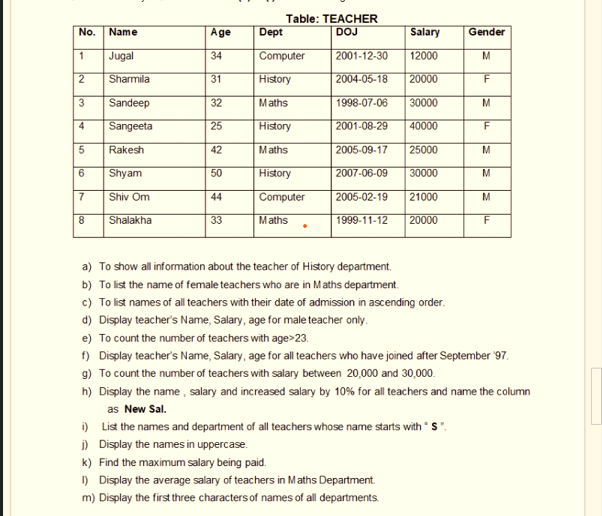 Table: TEACHER
No. Name Age Dept DOJ Salary Gender
1 Jugal 34 Computer 2001-12-30 12000 M
2 Sharmila 31 History 2004-05-18 20000 F
3 Sandeep 32 Maths 1998-07-06 30000 M
4 Sangeeta 25 History 2001-08-29 40000 F
5 Rakesh 42 Maths 2005-09-17 25000 M
6 Shyam 50 History 2007-06-09 30000 M
7 Shiv Om 44 Computer 2005-02-19 21000 M
8 Shalakha 33 Maths 1999-11-12 20000 F
a) To show all information about the teacher of History department.
b) To list the name of female teachers who are in Maths department.
c) To list names of all teachers with their date of admission in ascending order.
d) Display teacher's Name, Salary, age for male teacher only.
e) To count the number of teachers with age>23.
f) Display teacher's Name, Salary, age for all teachers who have joined after September '97.
g) To count the number of teachers with salary between 20,000 and 30,000.
h) Display the name , salary and increased salary by 10% for all teachers and name the column
as New Sal.
i) List the names and department of all teachers whose name starts with " S ".
j) Display the names in uppercase.
k) Find the maximum salary being paid.
l) Display the average salary of teachers in Maths Department.
m) Display the first three characters of names of all departments.